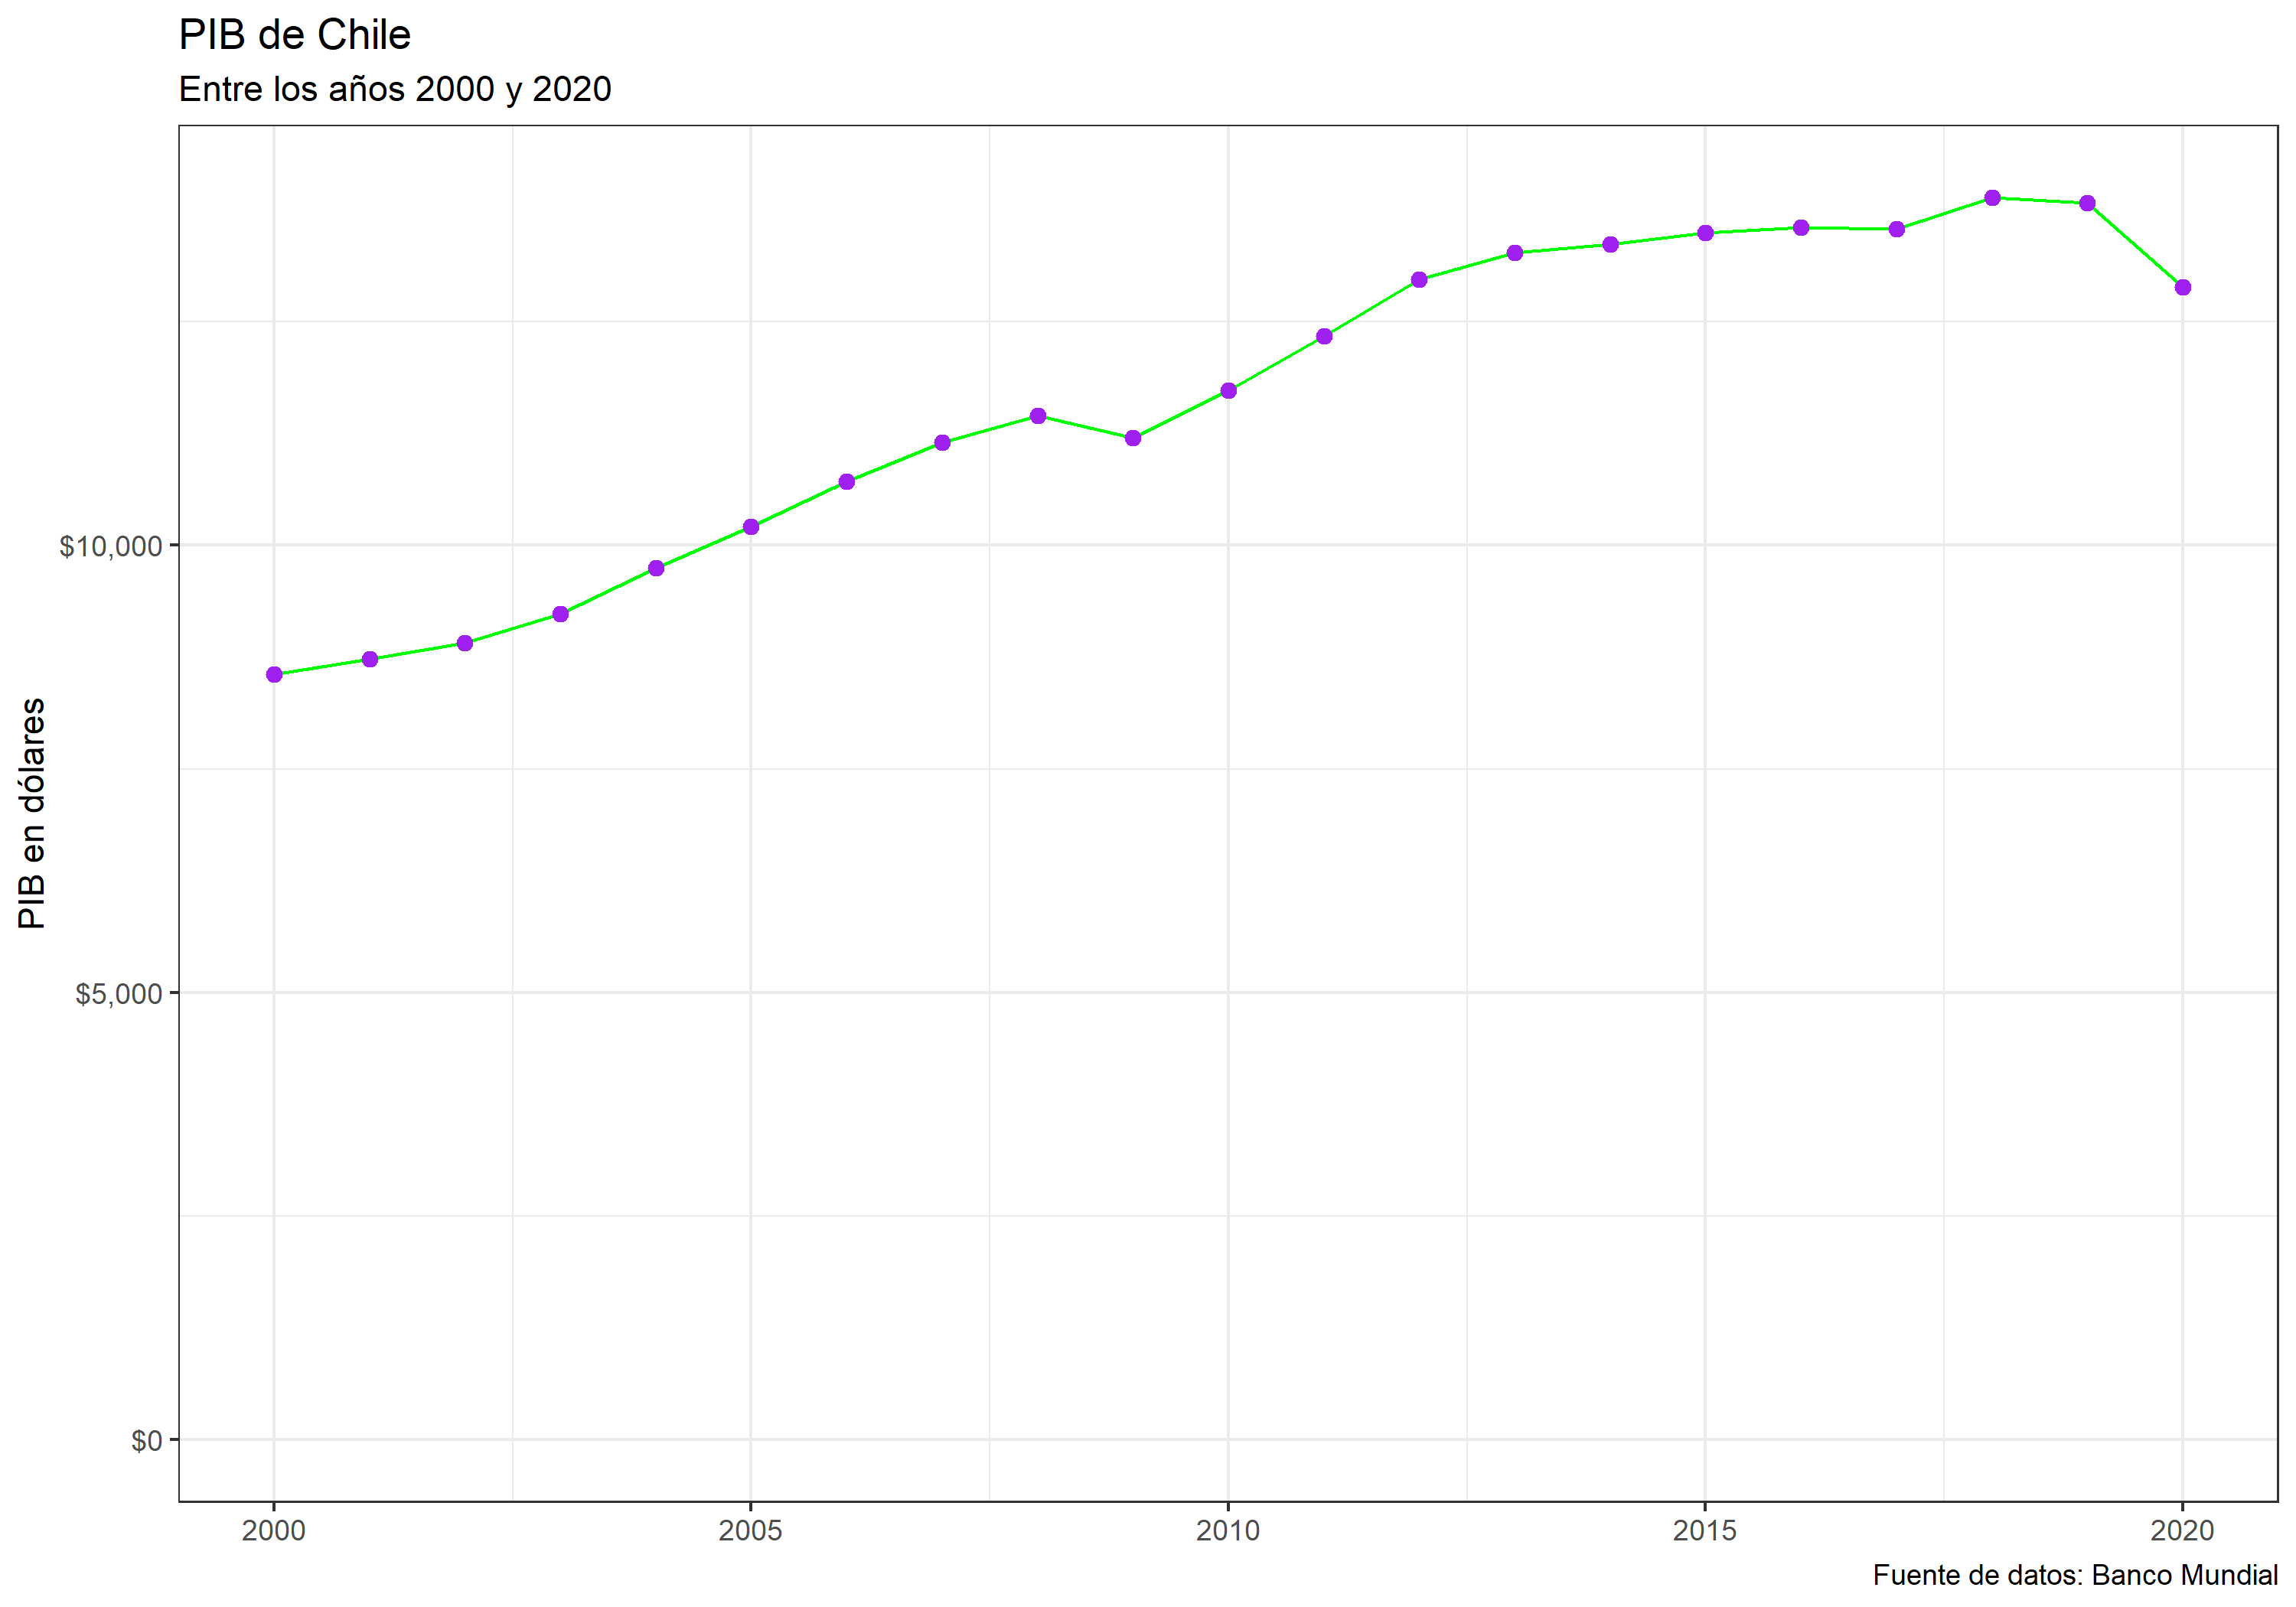 PIB de Chile
Entre los años 2000 y 2020
PIB en dólares
$10,000
$5,000
$0
2000 2005 2010 2015 2020
Fuente de datos: Banco Mundial